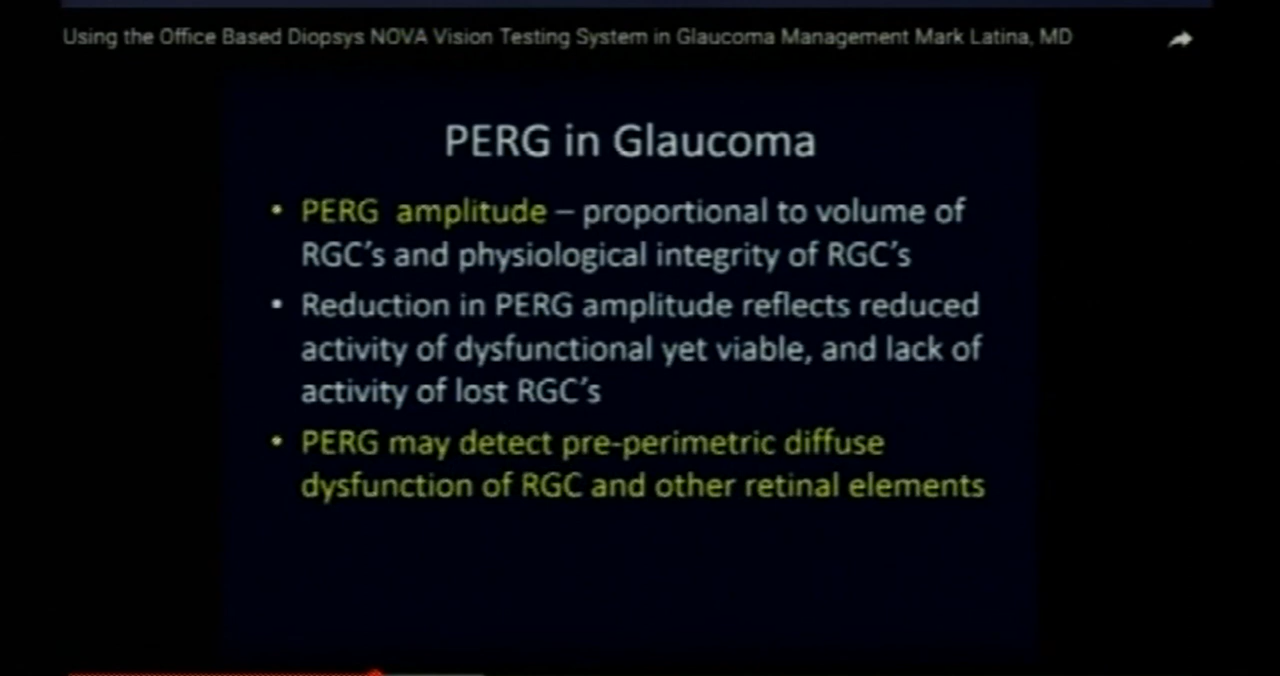 Using the Office Based Diopsys NOVA Vision Testing System in Glaucoma Management Mark Latina, MD
PERG in Glaucoma
• PERG amplitude – proportional to volume of
RGC's and physiological integrity of RGC's
• Reduction in PERG amplitude reflects reduced
activity of dysfunctional yet viable, and lack of
activity of lost RGC's
• PERG may detect pre-perimetric diffuse
dysfunction of RGC and other retinal elements